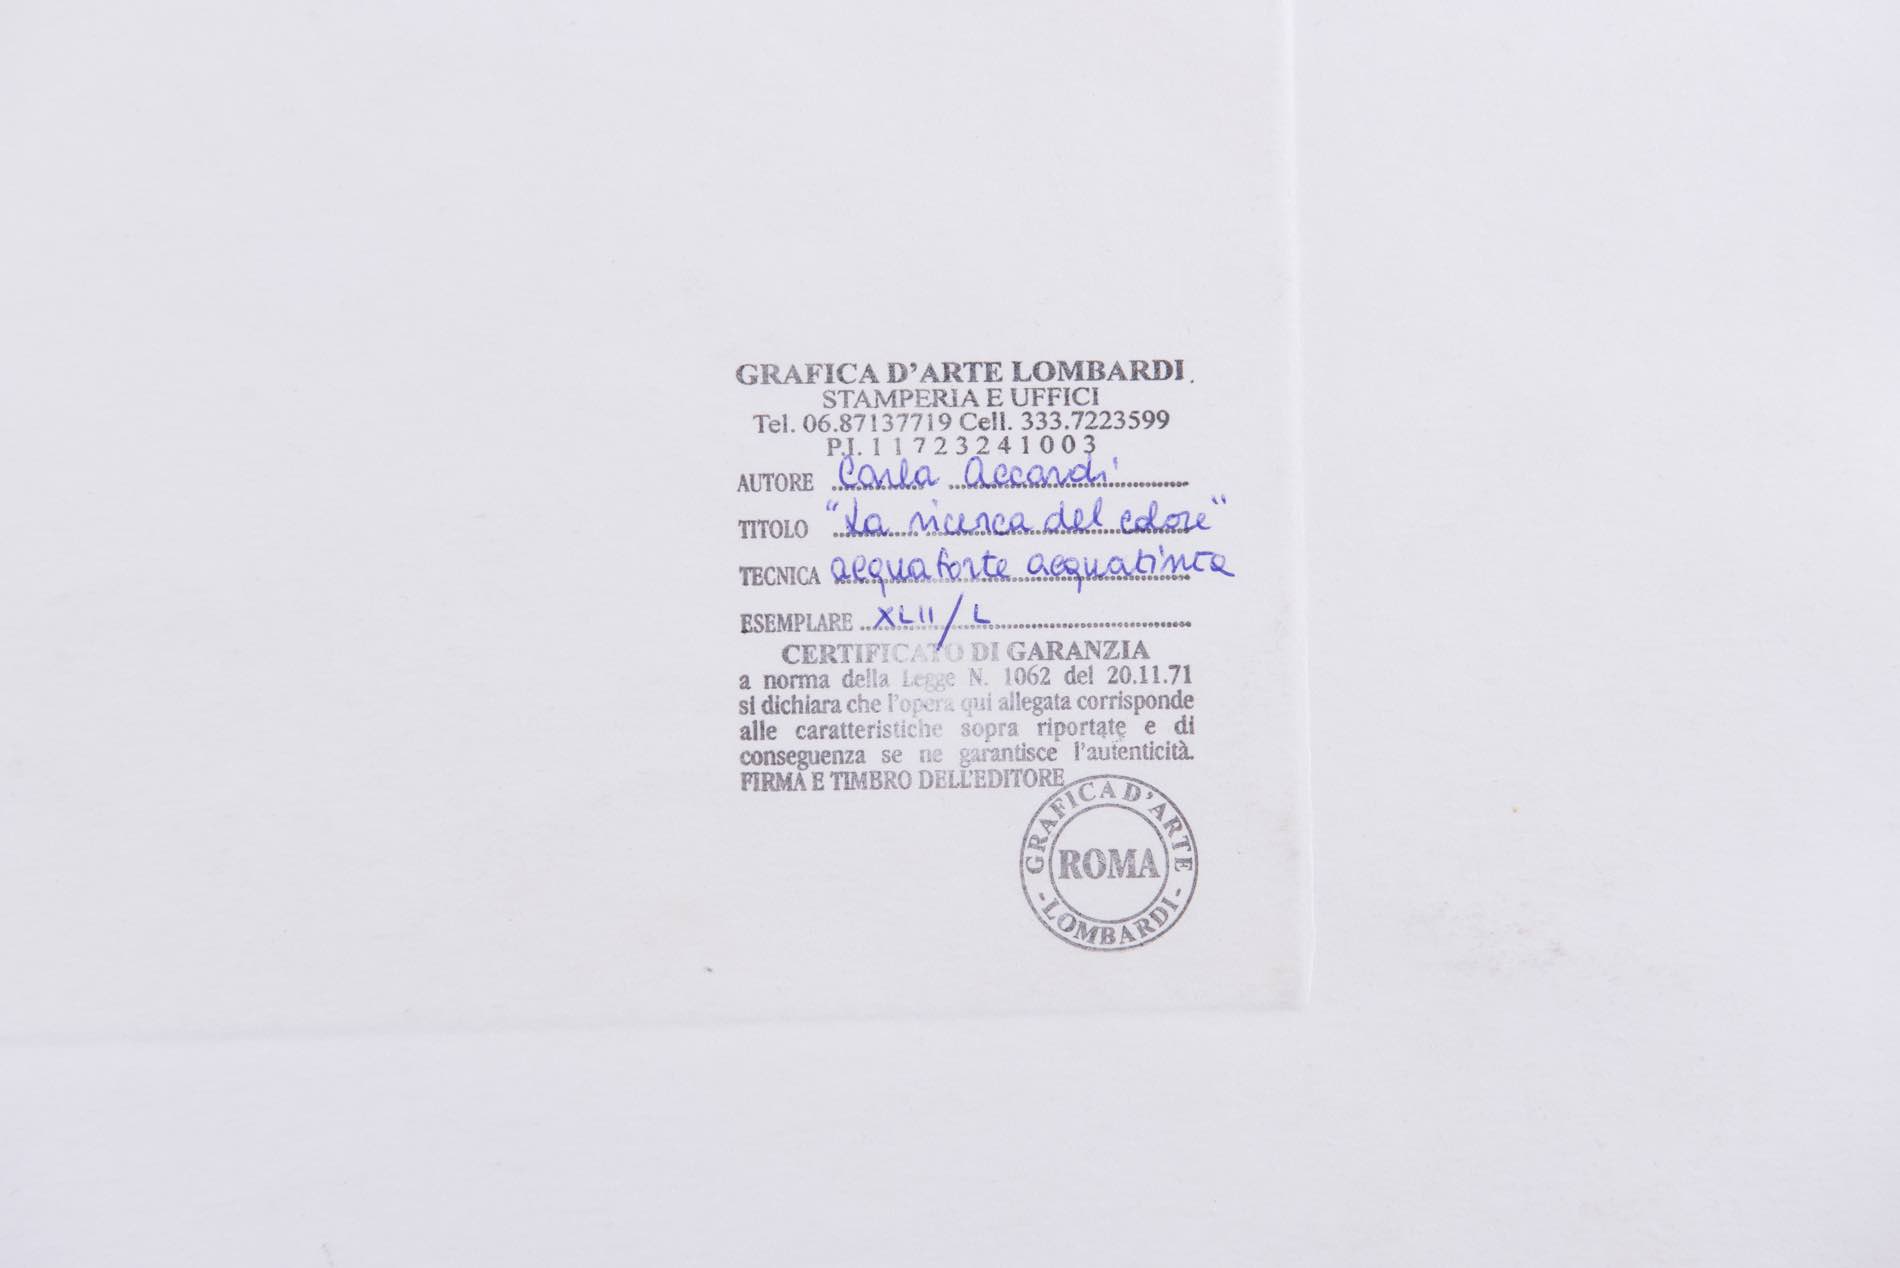 GRAFICA D'ARTE LOMBARDI.
STAMPERIA E UFFICI
Tel. 06.87137719 Cell. 333.7223599
P.I. 11723241003
AUTORE Carla Accardi
TITOLO "La ricerca del colore"
TECNICA acquaforte acquatinta
ESEMPLARE XLII/L
CERTIFICATO DI GARANZIA
a norma della Legge N. 1062 del 20.11.71
si dichiara che l'opera qui allegata corrisponde
alle caratteristiche sopra riportate e di
conseguenza se ne garantisce l'autenticità.
FIRMA E TIMBRO DELL'EDITORE
GRAFICA D'ARTE
ROMA
- LOMBARDI -